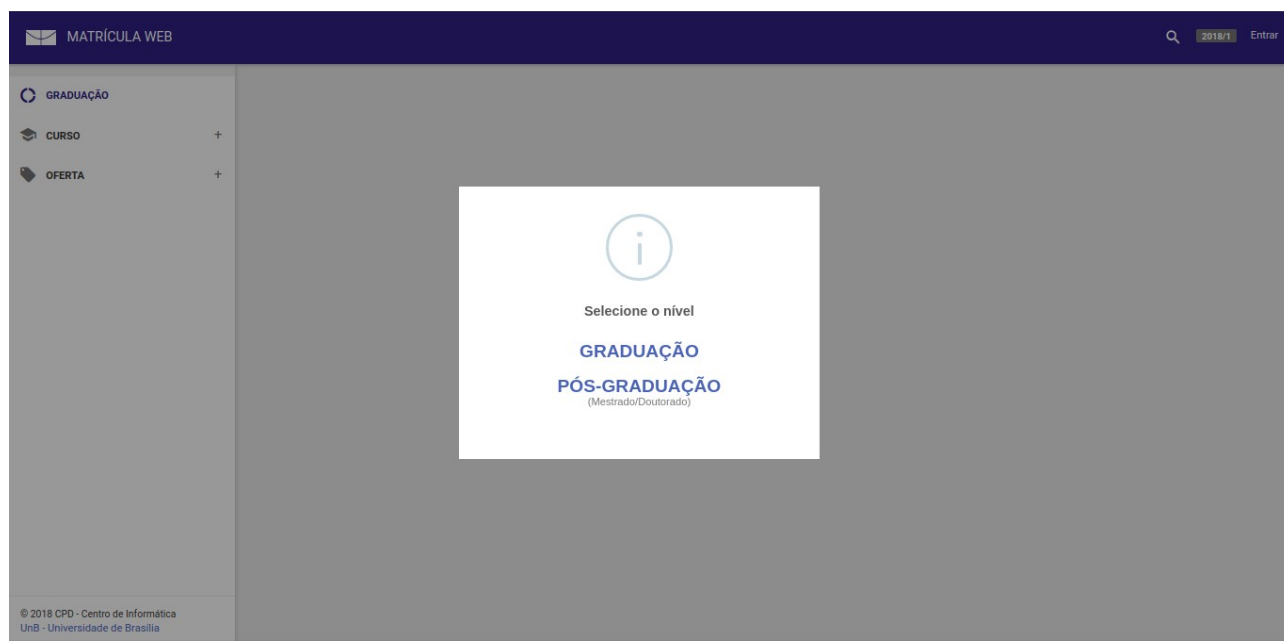 MATRÍCULA WEB
2018/1 Entrar
GRADUAÇÃO
CURSO +
OFERTA +
i
Selecione o nível
GRADUAÇÃO
PÓS-GRADUAÇÃO
(Mestrado/Doutorado)
© 2018 CPD - Centro de Informática
UnB - Universidade de Brasília